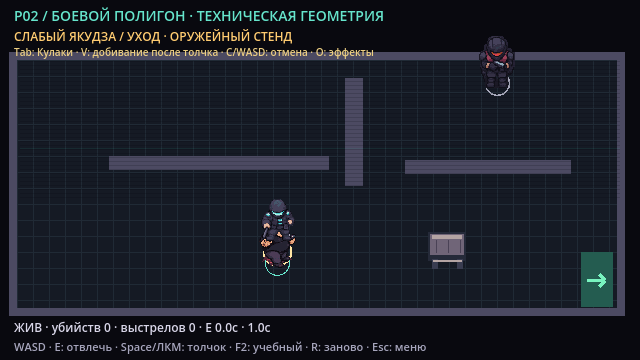 P02 / БОЕВОЙ ПОЛИГОН · ТЕХНИЧЕСКАЯ ГЕОМЕТРИЯ
СЛАБЫЙ ЯКУДЗА / УХОД · ОРУЖЕЙНЫЙ СТЕНД
Tab: Кулаки · V: добивание после толчка · C/WASD: отмена · O: эффекты
ЖИВ · убийств 0 · выстрелов 0 · E 0.0с · 1.0с
WASD · E: отвлечь · Space/ЛКМ: толчок · F2: учебный · R: заново · Esc: меню